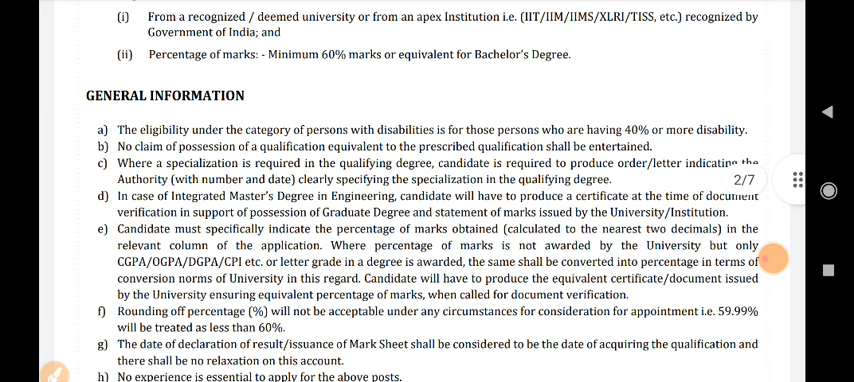 (i) From a recognized / deemed university or from an apex Institution i.e. (IIT/IIM/IIMS/XLRI/TISS, etc.) recognized by
Government of India; and
(ii) Percentage of marks: - Minimum 60% marks or equivalent for Bachelor's Degree.
GENERAL INFORMATION
a) The eligibility under the category of persons with disabilities is for those persons who are having 40% or more disability.
b) No claim of possession of a qualification equivalent to the prescribed qualification shall be entertained.
c) Where a specialization is required in the qualifying degree, candidate is required to produce order/letter indicating the
Authority (with number and date) clearly specifying the specialization in the qualifying degree.
2/7
d) In case of Integrated Master's Degree in Engineering, candidate will have to produce a certificate at the time of document
verification in support of possession of Graduate Degree and statement of marks issued by the University/Institution.
e) Candidate must specifically indicate the percentage of marks obtained (calculated to the nearest two decimals) in the
relevant column of the application. Where percentage of marks is not awarded by the University but only
CGPA/OGPA/DGPA/CPI etc. or letter grade in a degree is awarded, the same shall be converted into percentage in terms of
conversion norms of University in this regard. Candidate will have to produce the equivalent certificate/document issued
by the University ensuring equivalent percentage of marks, when called for document verification.
f) Rounding off percentage (%) will not be acceptable under any circumstances for consideration for appointment i.e. 59.99%
will be treated as less than 60%.
g) The date of declaration of result/issuance of Mark Sheet shall be considered to be the date of acquiring the qualification and
there shall be no relaxation on this account.
h) No experience is essential to apply for the above posts.